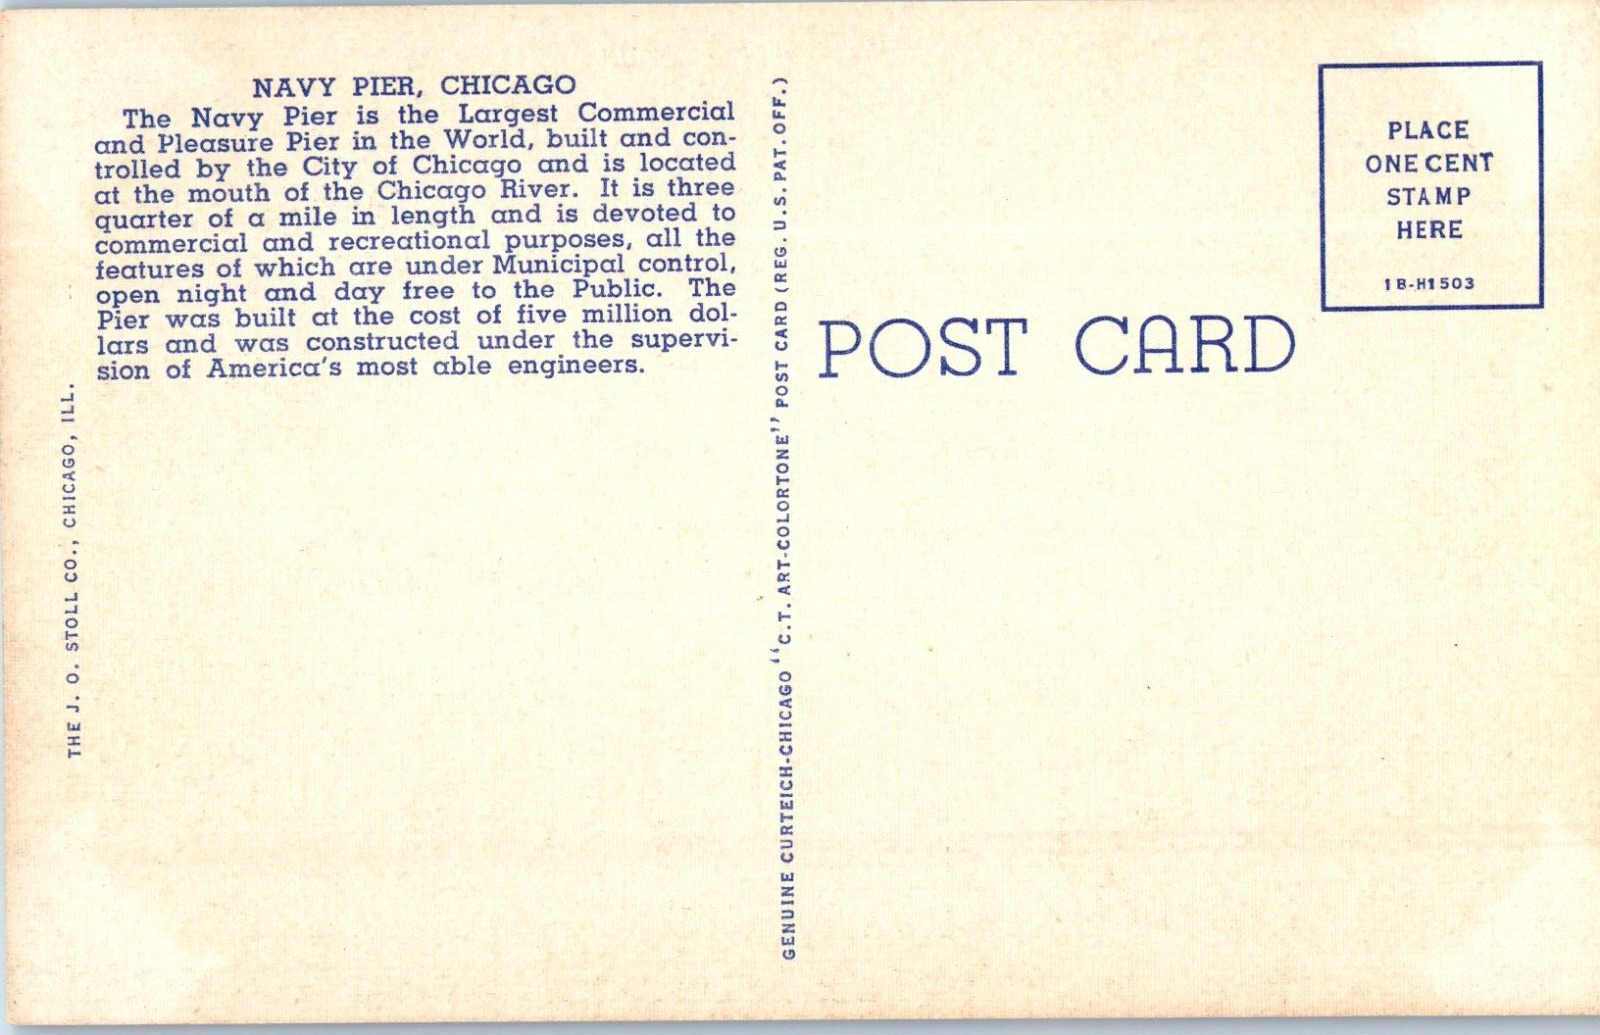 NAVY PIER, CHICAGO
The Navy Pier is the Largest Commercial
and Pleasure Pier in the World, built and con-
trolled by the City of Chicago and is located
at the mouth of the Chicago River. It is three
quarter of a mile in length and is devoted to
commercial and recreational purposes, all the
features of which are under Municipal control,
open night and day free to the Public. The
Pier was built at the cost of five million dol-
lars and was constructed under the supervi-
sion of America's most able engineers.
THE J. O. STOLL CO., CHICAGO, ILL.
GENUINE CURTEICH-CHICAGO "C.T. ART-COLORTONE" POST CARD (REG. U.S. PAT. OFF.)
POST CARD
PLACE
ONE CENT
STAMP
HERE
1B-H1503